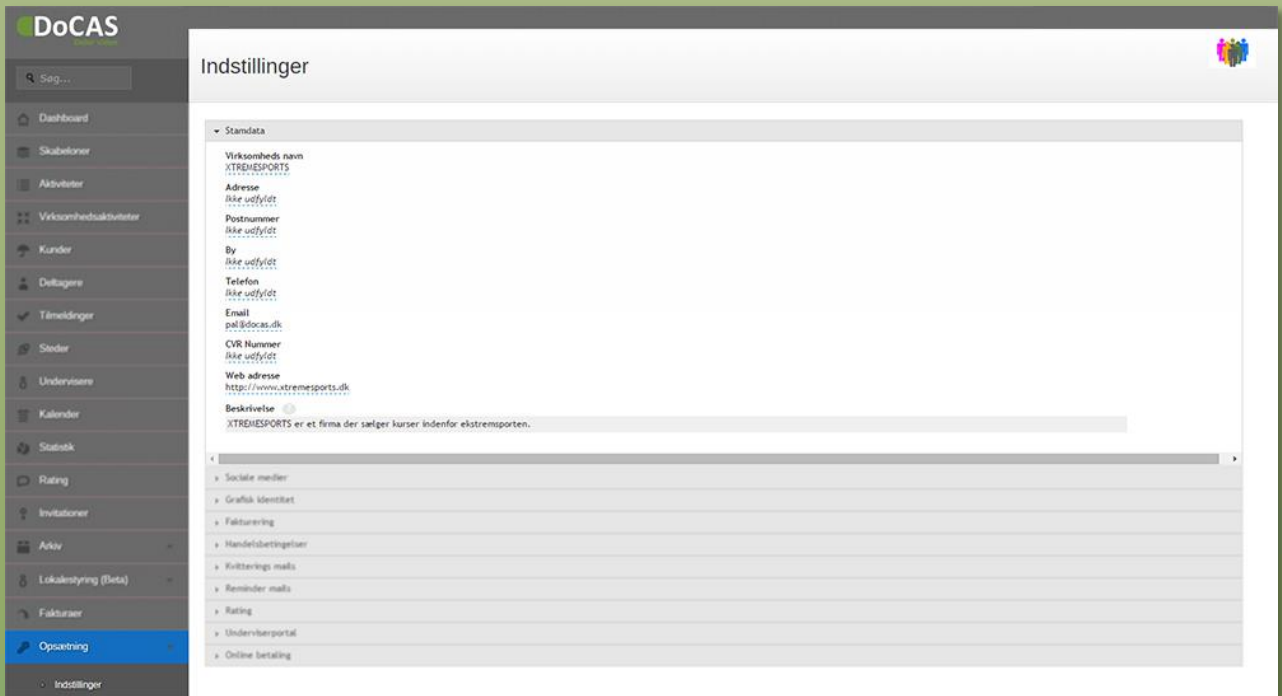 DoCAS
Søg...
Dashboard
Skabeloner
Aktiviteter
Virksomhedsaktiviteter
Kunder
Deltagere
Tilmeldinger
Steder
Undervisere
Kalender
Statistik
Rating
Invitationer
Arkiv
Lokalestyring (Beta)
Fakturaer
Opsætning
Indstillinger
Indstillinger
Stamdata
Virksomheds navn
XTREMESPORTS
Adresse
Ikke udfyldt
Postnummer
Ikke udfyldt
By
Ikke udfyldt
Telefon
Ikke udfyldt
Email
pal@docas.dk
CVR Nummer
Ikke udfyldt
Web adresse
http://www.xtremesports.dk
Beskrivelse
XTREMESPORTS er et firma der sælger kurser indenfor ekstremsporten.
Sociale medier
Grafisk identitet
Fakturering
Handelsbetingelser
Kvitterings mails
Reminder mails
Rating
Underviserportal
Online betaling